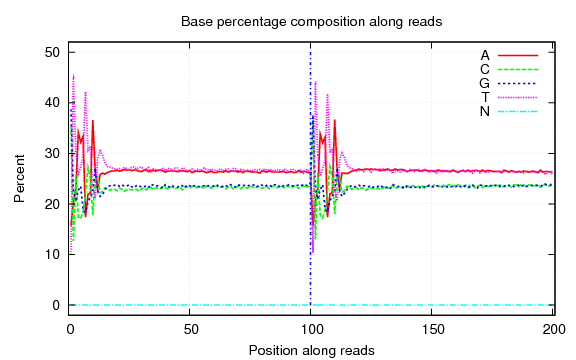 Base percentage composition along reads
50
40
30
20
10
0
Percent
A
C
G
T
N
0
50
100
150
200
Position along reads